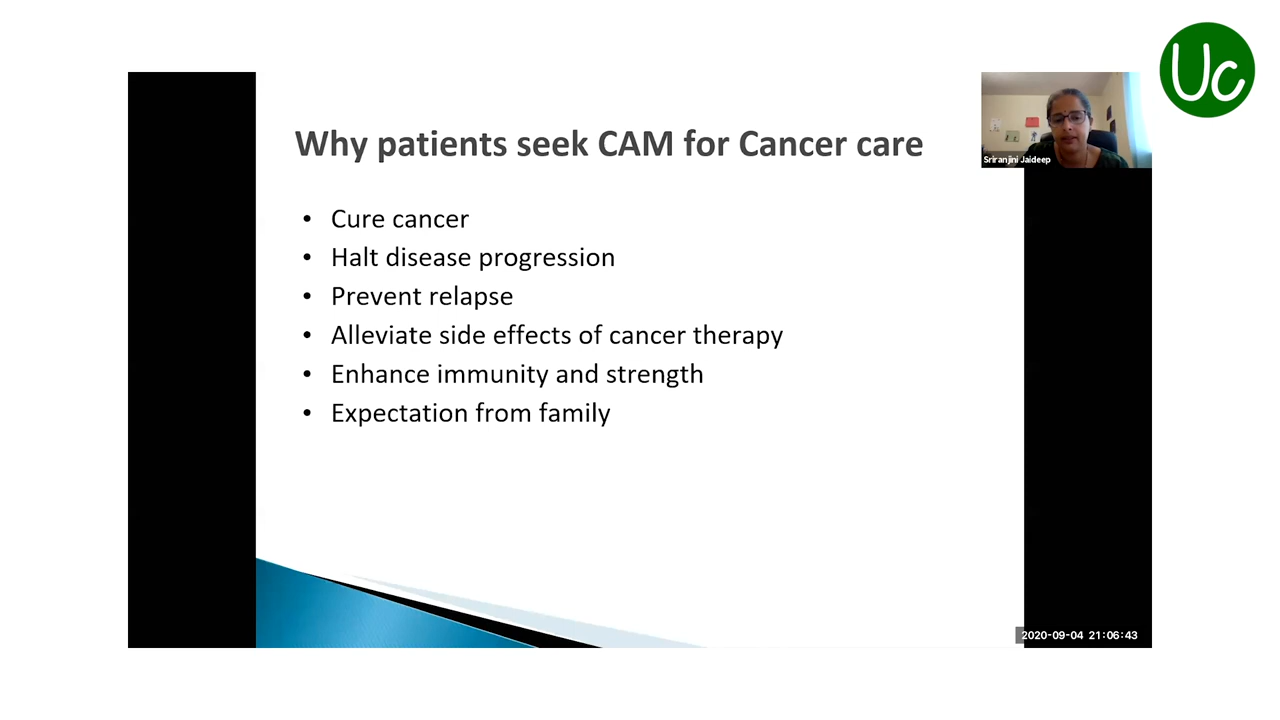 Uc
Why patients seek CAM for Cancer care
Sriranjini Jaideep
• Cure cancer
• Halt disease progression
• Prevent relapse
• Alleviate side effects of cancer therapy
• Enhance immunity and strength
• Expectation from family
2020-09-04 21:06:43